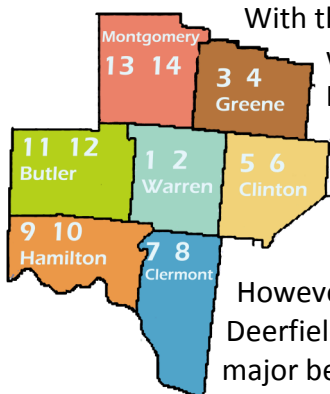 With th
Montgomery
13 14
3 4
Greene
11 12
Butler
1 2
Warren
5 6
Clinton
9 10
Hamilton
7 8
Clermont
Howeve
Deerfiel
major be